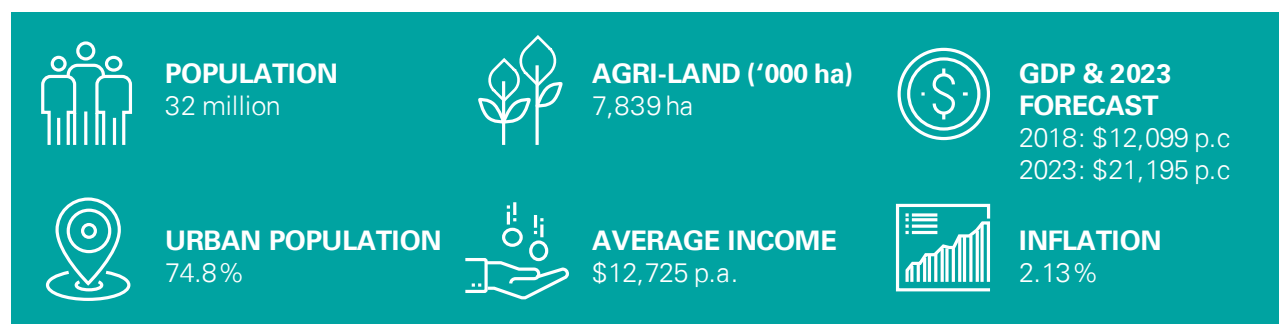 POPULATION
32 million
AGRI-LAND (‘000 ha)
7,839 ha
GDP & 2023
FORECAST
2018: $12,099 p.c
2023: $21,195 p.c
URBAN POPULATION
74.8%
AVERAGE INCOME
$12,725 p.a.
INFLATION
2.13%